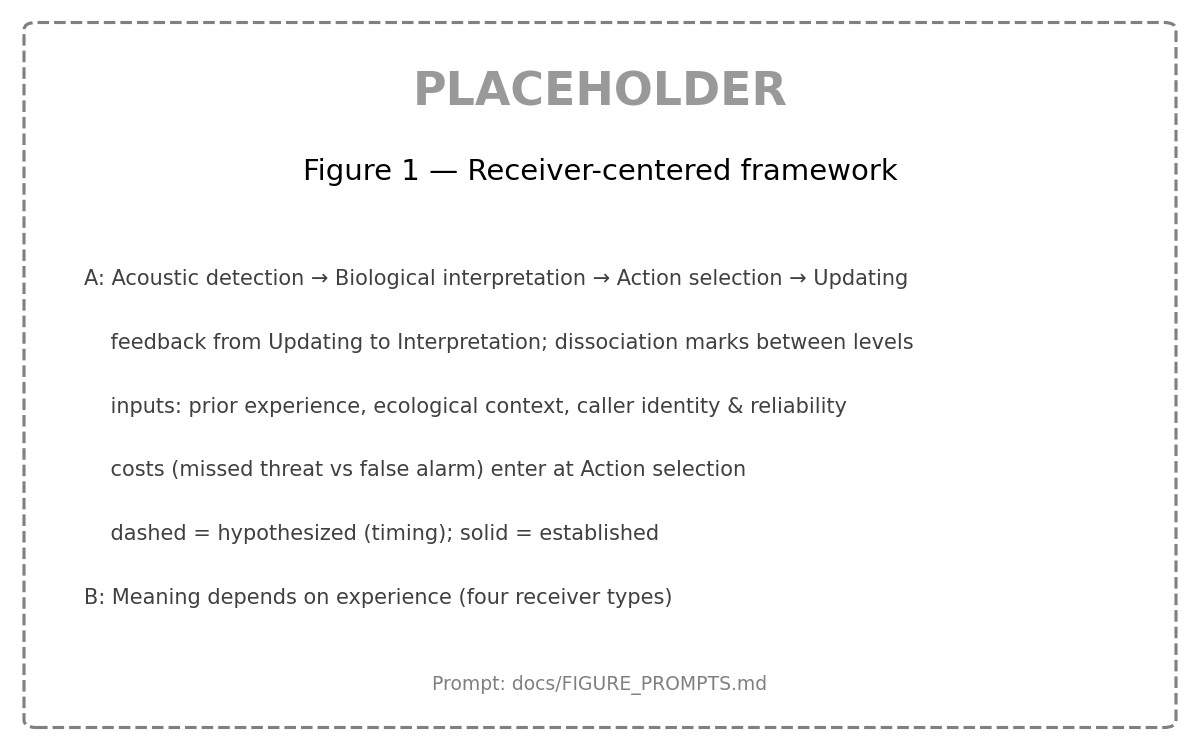 PLACEHOLDER
Figure 1 — Receiver-centered framework
A: Acoustic detection → Biological interpretation → Action selection → Updating
feedback from Updating to Interpretation; dissociation marks between levels
inputs: prior experience, ecological context, caller identity & reliability
costs (missed threat vs false alarm) enter at Action selection
dashed = hypothesized (timing); solid = established
B: Meaning depends on experience (four receiver types)
Prompt: docs/FIGURE_PROMPTS.md